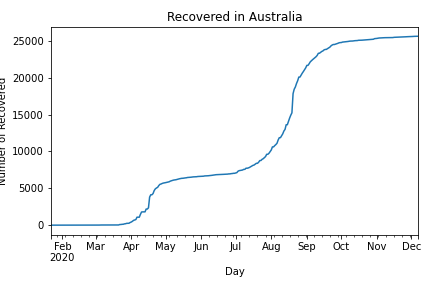 Recovered in Australia
Number of Recovered
25000
20000
15000
10000
5000
0
Feb Mar Apr May Jun Jul Aug Sep Oct Nov Dec
2020
Day